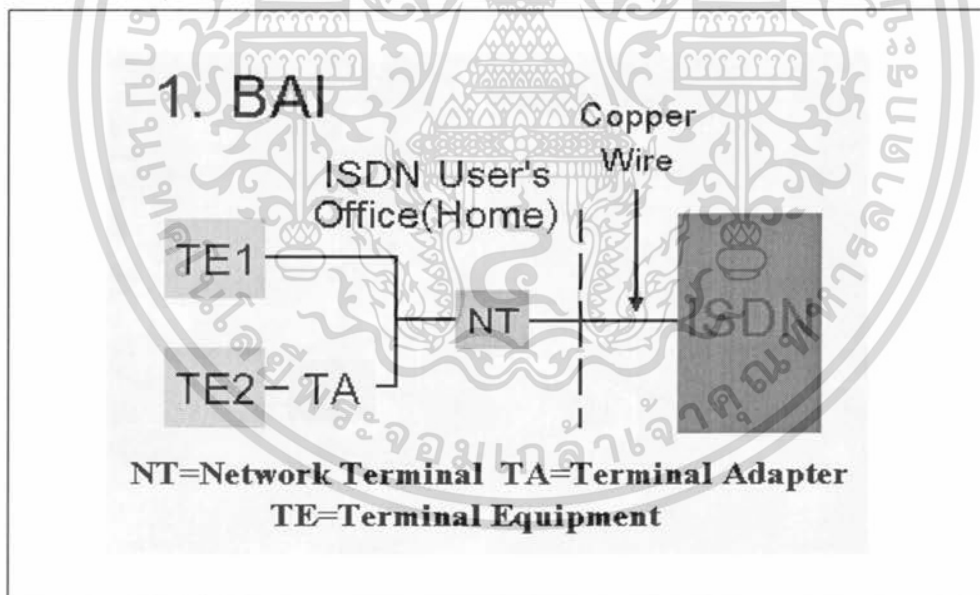 1. BAI
Copper
Wire
ISDN User's
Office(Home)
TE1
NT
ISDN
TE2
TA
NT=Network Terminal TA=Terminal Adapter
TE=Terminal Equipment